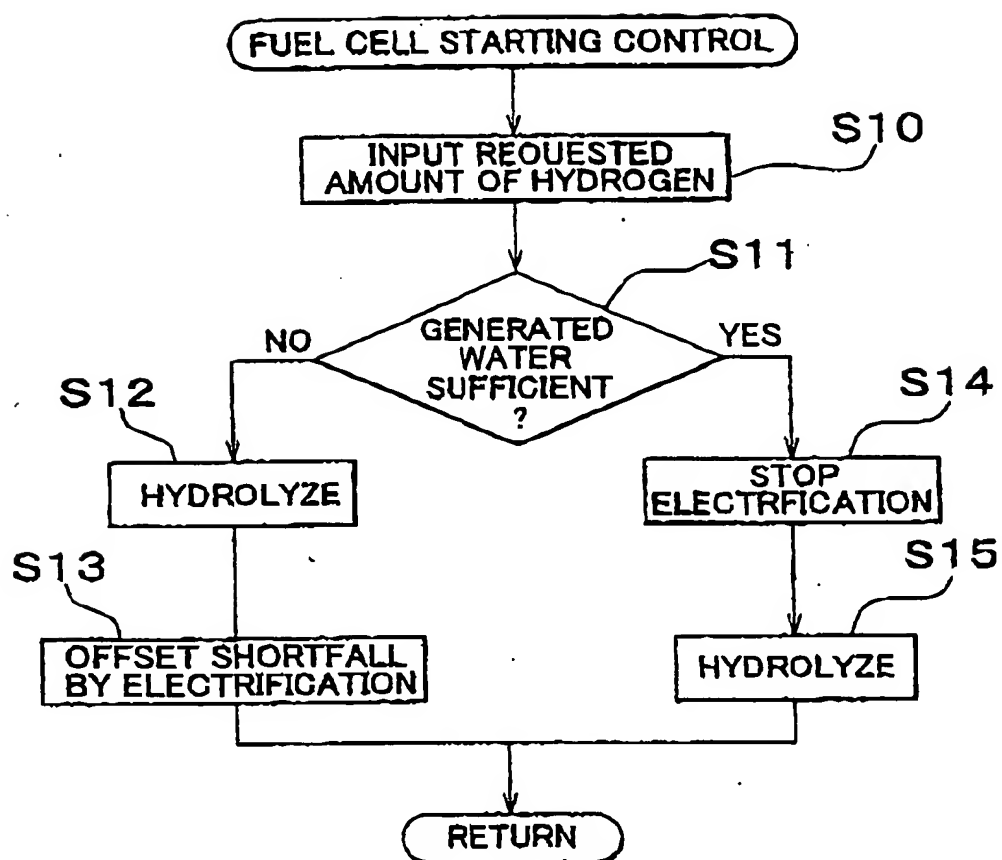 FUEL CELL STARTING CONTROL
S10
INPUT REQUESTED
AMOUNT OF HYDROGEN
S11
GENERATED
WATER
SUFFICIENT
?
NO
YES
S12
HYDROLYZE
S14
STOP
ELECTRFICATION
S13
OFFSET SHORTFALL
BY ELECTRIFICATION
S15
HYDROLYZE
RETURN